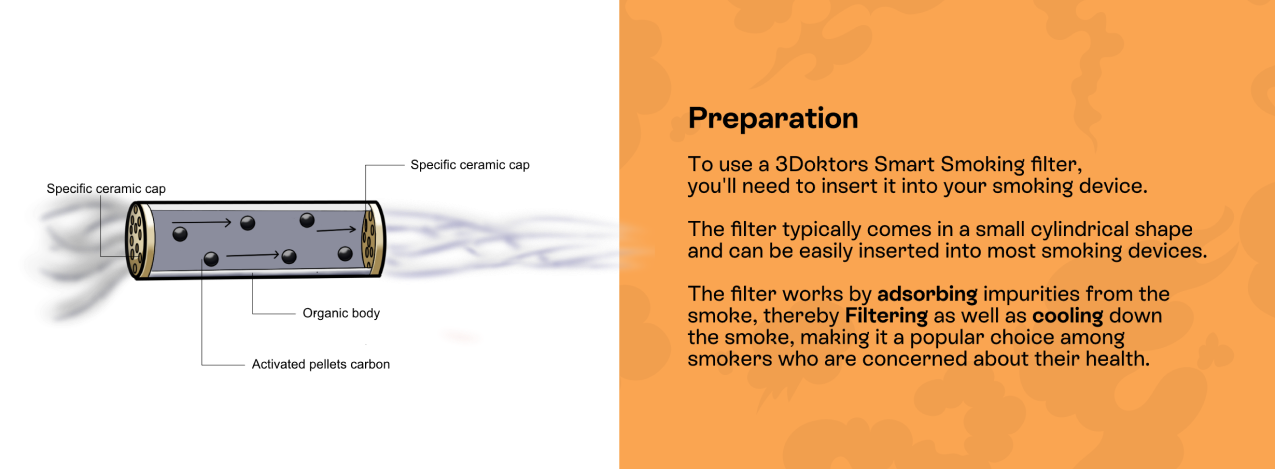 Specific ceramic cap
Specific ceramic cap
Organic body
Activated pellets carbon
Preparation
To use a 3Doktors Smart Smoking filter,
you'll need to insert it into your smoking device.
The filter typically comes in a small cylindrical shape
and can be easily inserted into most smoking devices.
The filter works by adsorbing impurities from the
smoke, thereby Filtering as well as cooling down
the smoke, making it a popular choice among
smokers who are concerned about their health.